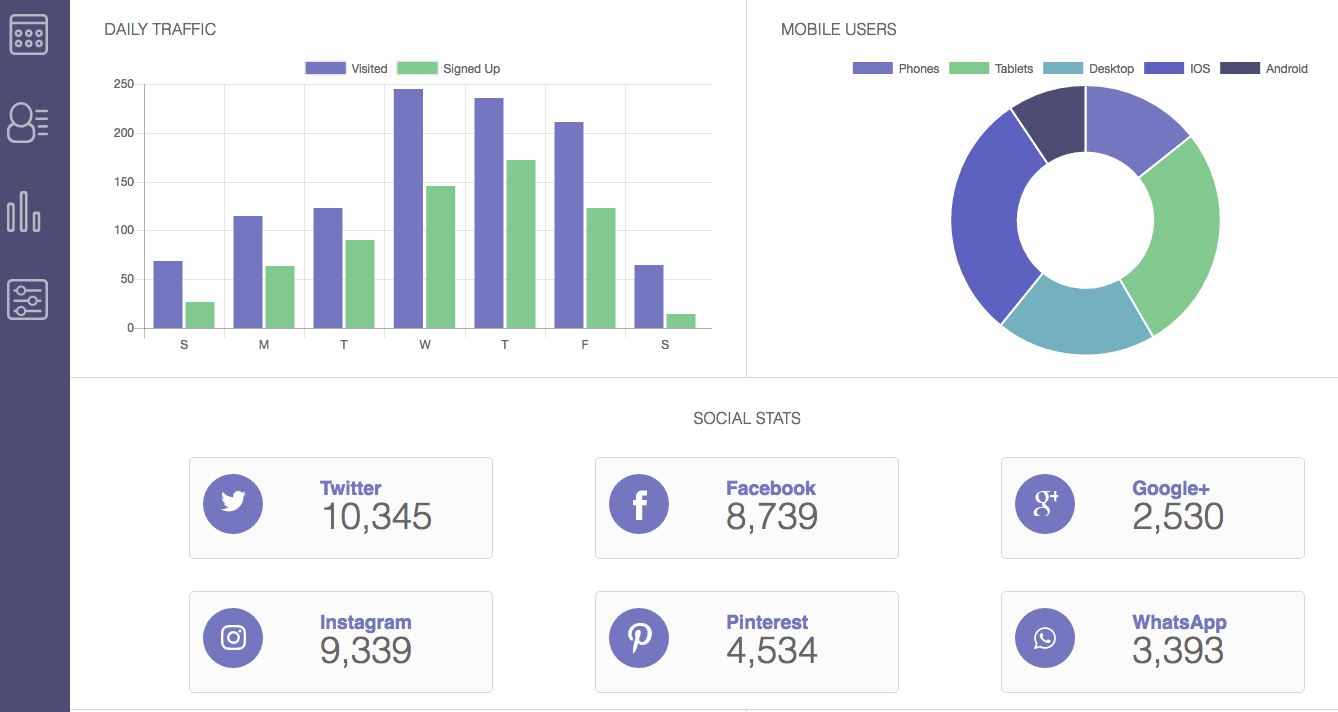 DAILY TRAFFIC
Visited Signed Up
250
200
150
100
50
0
S M T W T F S
MOBILE USERS
Phones Tablets Desktop IOS Android
SOCIAL STATS
Twitter
10,345
Facebook
8,739
Google+
2,530
Instagram
9,339
Pinterest
4,534
WhatsApp
3,393